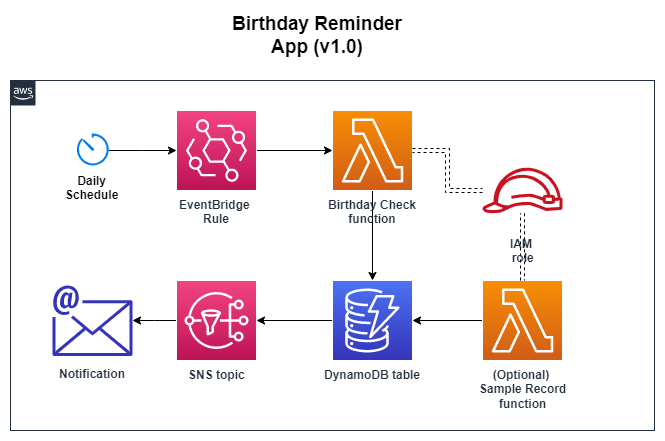 Birthday Reminder
App (v1.0)
aws
Daily
Schedule
EventBridge
Rule
Birthday Check
function
IAM
role
@
Notification
SNS topic
DynamoDB table
(Optional)
Sample Record
function